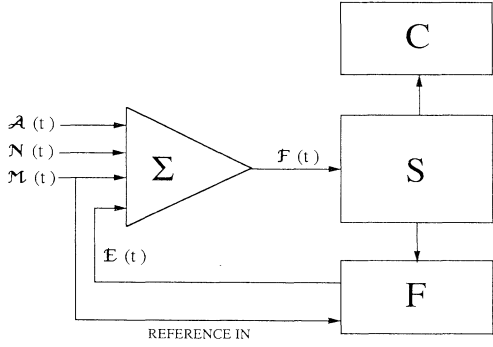 C
𝒜 (t)
N (t)
ℳ (t)
Σ
F (t)
S
E (t)
F
REFERENCE IN